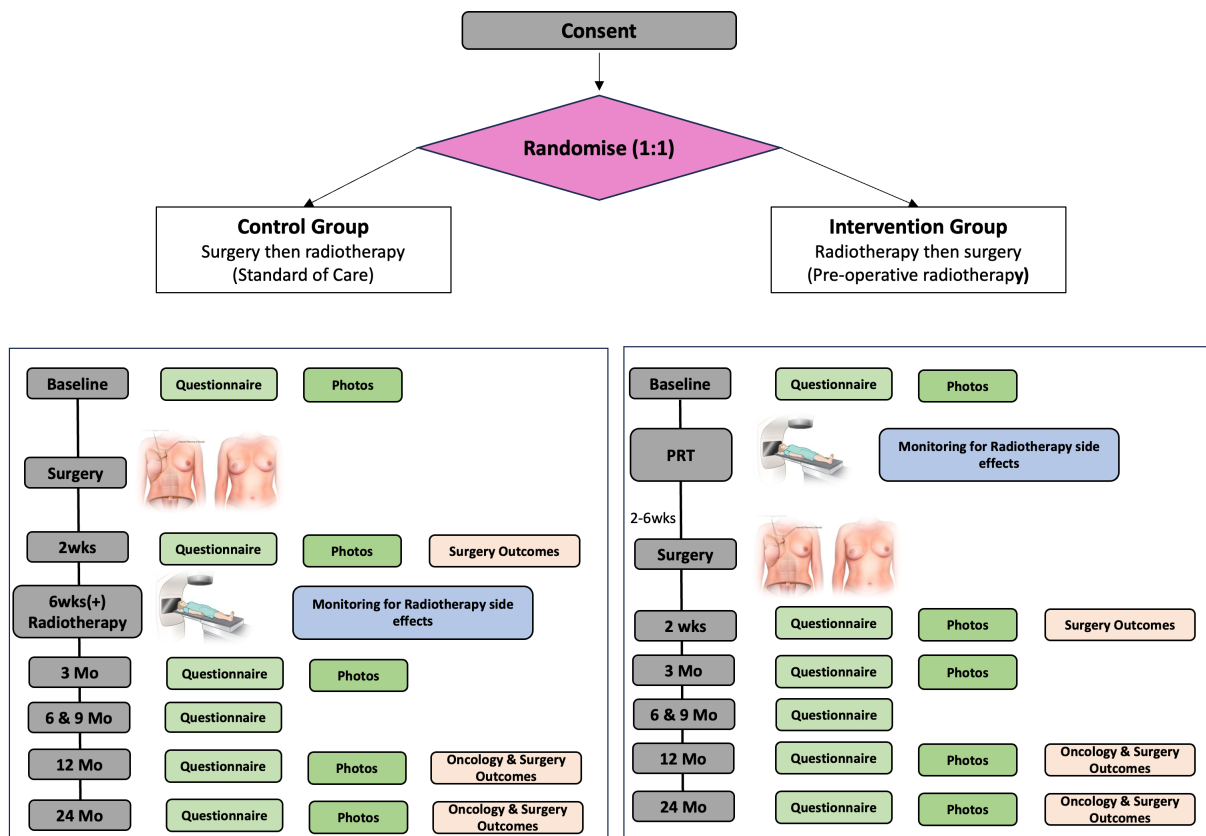 Consent
Randomise (1:1)
Control Group
Surgery then radiotherapy
(Standard of Care)
Intervention Group
Radiotherapy then surgery
(Pre-operative radiotherapy)
Baseline
Questionnaire
Photos
Surgery
2wks
Questionnaire
Photos
Surgery Outcomes
6wks(+)
Radiotherapy
Monitoring for Radiotherapy side
effects
3 Mo
Questionnaire
Photos
6 & 9 Mo
Questionnaire
12 Mo
Questionnaire
Photos
Oncology & Surgery
Outcomes
24 Mo
Questionnaire
Photos
Oncology & Surgery
Outcomes
Baseline
Questionnaire
Photos
PRT
Monitoring for Radiotherapy side
effects
2-6wks
Surgery
2 wks
Questionnaire
Photos
Surgery Outcomes
3 Mo
Questionnaire
Photos
6 & 9 Mo
Questionnaire
12 Mo
Questionnaire
Photos
Oncology & Surgery
Outcomes
24 Mo
Questionnaire
Photos
Oncology & Surgery
Outcomes